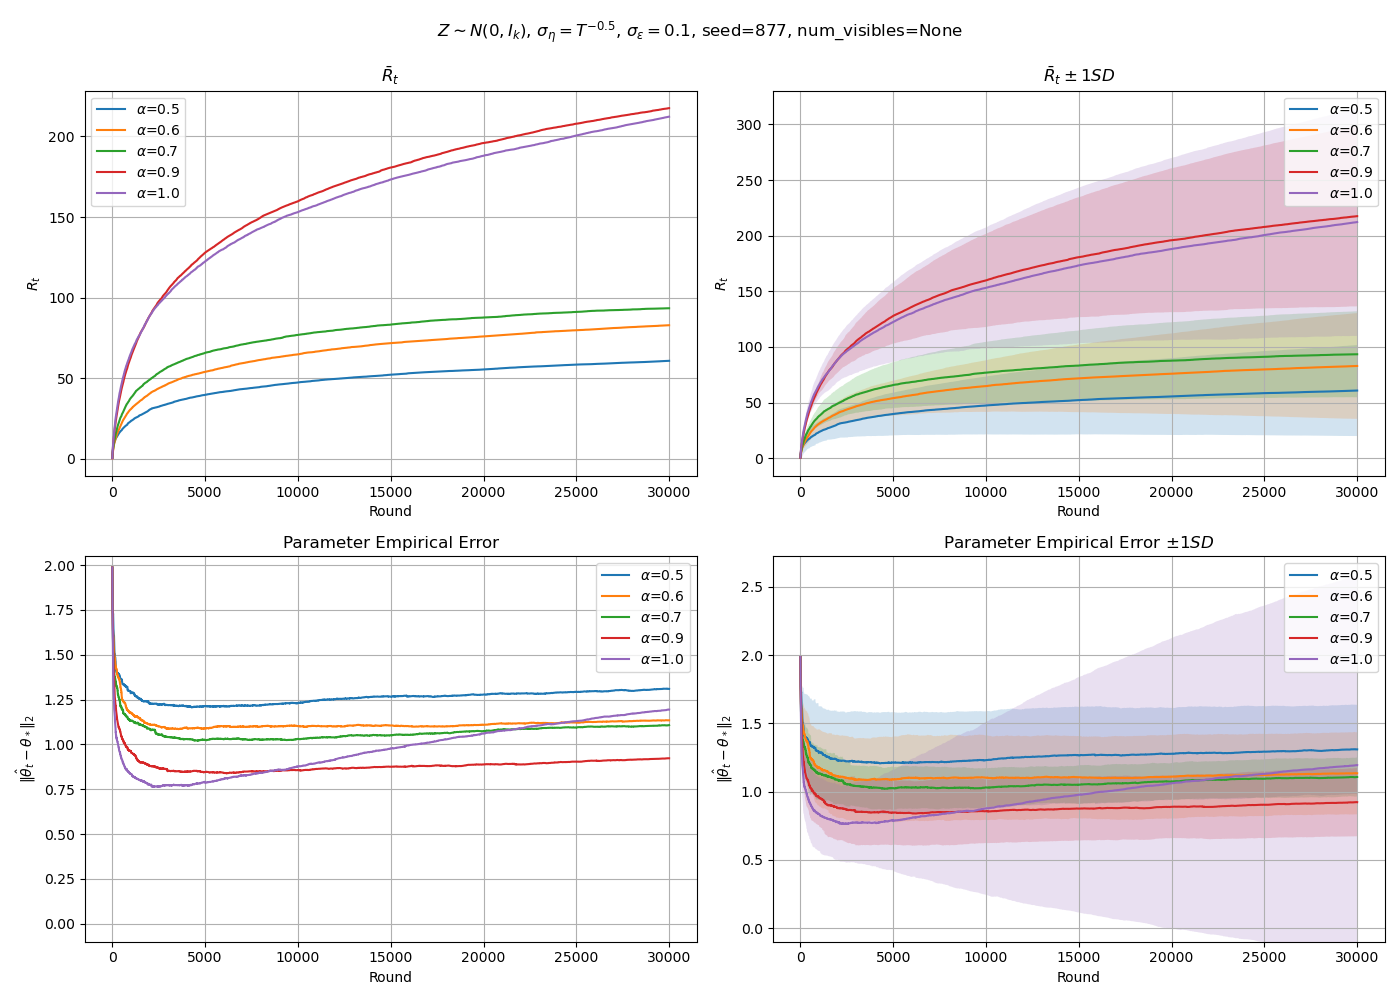 Z ∼ N(0, I_k), σ_η = T^{−0.5}, σ_ε = 0.1, seed=877, num_visibles=None
R̄_t
R_t
200
150
100
50
0
α=0.5
α=0.6
α=0.7
α=0.9
α=1.0
0 5000 10000 15000 20000 25000 30000
Round
R̄_t ± 1SD
R_t
300
250
200
150
100
50
0
α=0.5
α=0.6
α=0.7
α=0.9
α=1.0
0 5000 10000 15000 20000 25000 30000
Round
Parameter Empirical Error
‖θ̂_t − θ_*‖_2
2.00
1.75
1.50
1.25
1.00
0.75
0.50
0.25
0.00
α=0.5
α=0.6
α=0.7
α=0.9
α=1.0
0 5000 10000 15000 20000 25000 30000
Round
Parameter Empirical Error ±1SD
‖θ̂_t − θ_*‖_2
2.5
2.0
1.5
1.0
0.5
0.0
α=0.5
α=0.6
α=0.7
α=0.9
α=1.0
0 5000 10000 15000 20000 25000 30000
Round